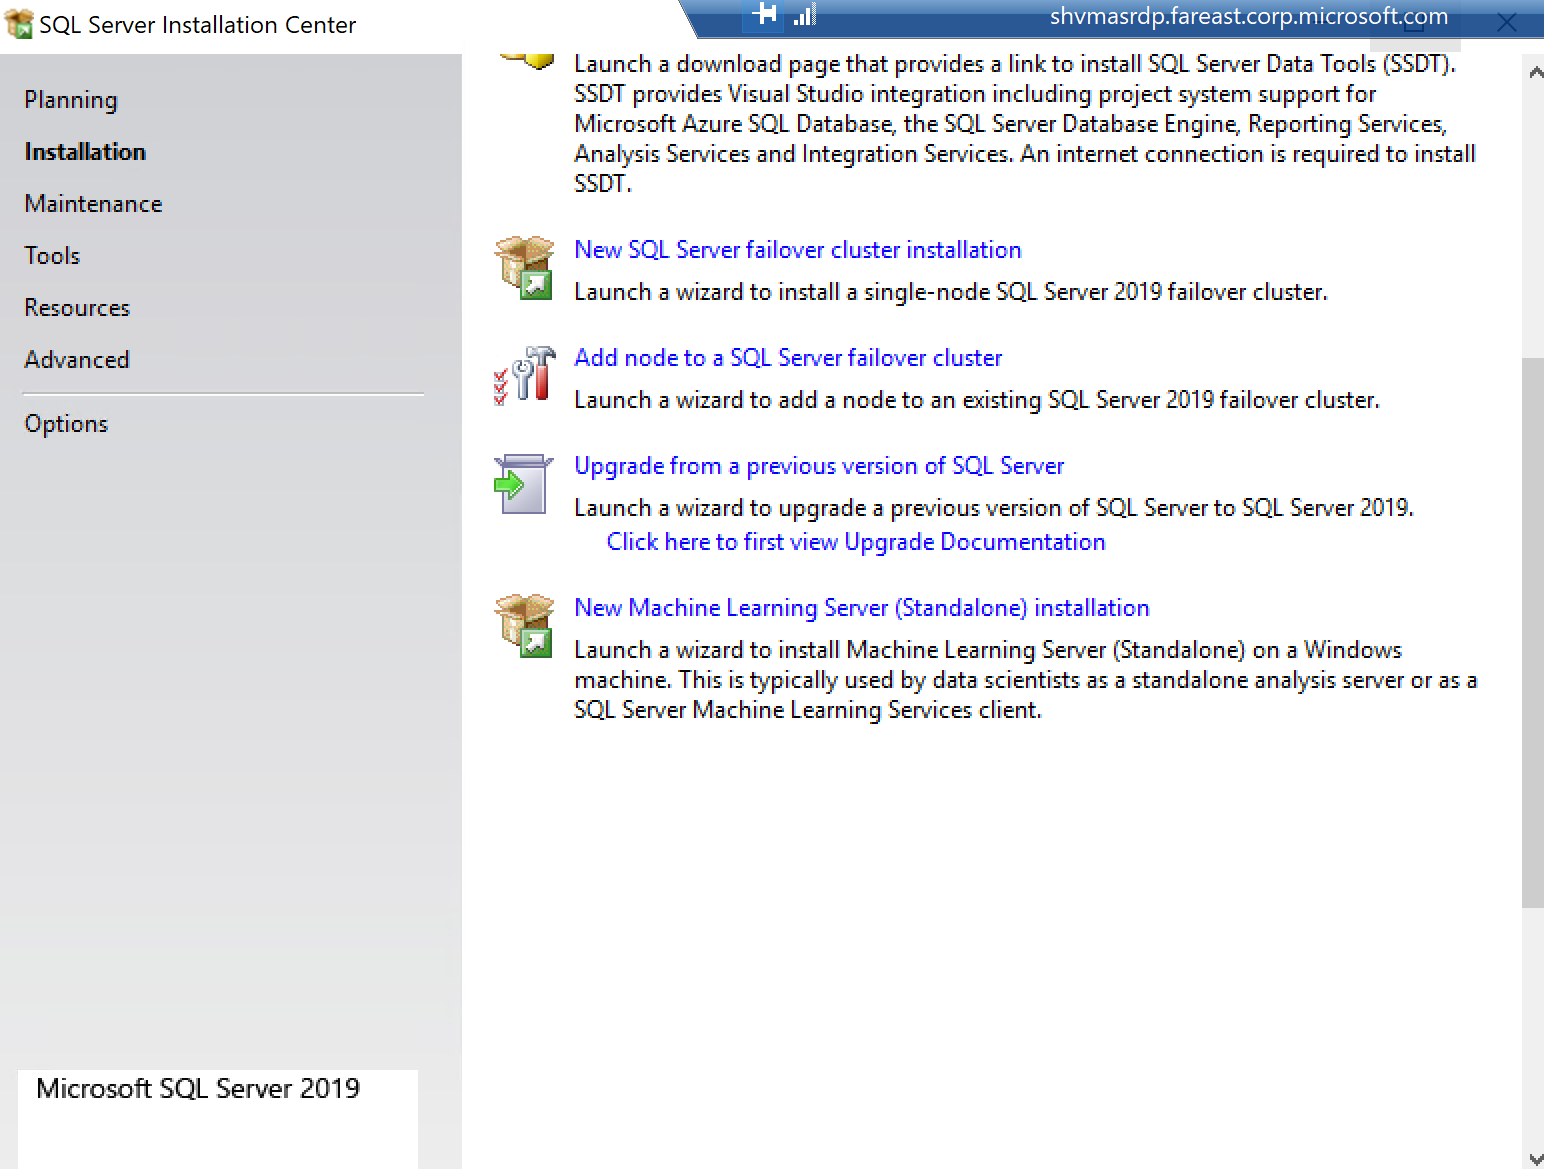 SQL Server Installation Center
shvmasrdp.fareast.corp.microsoft.com
Planning
Installation
Maintenance
Tools
Resources
Advanced
Options
Microsoft SQL Server 2019
Launch a download page that provides a link to install SQL Server Data Tools (SSDT).
SSDT provides Visual Studio integration including project system support for
Microsoft Azure SQL Database, the SQL Server Database Engine, Reporting Services,
Analysis Services and Integration Services. An internet connection is required to install
SSDT.
New SQL Server failover cluster installation
Launch a wizard to install a single-node SQL Server 2019 failover cluster.
Add node to a SQL Server failover cluster
Launch a wizard to add a node to an existing SQL Server 2019 failover cluster.
Upgrade from a previous version of SQL Server
Launch a wizard to upgrade a previous version of SQL Server to SQL Server 2019.
Click here to first view Upgrade Documentation
New Machine Learning Server (Standalone) installation
Launch a wizard to install Machine Learning Server (Standalone) on a Windows
machine. This is typically used by data scientists as a standalone analysis server or as a
SQL Server Machine Learning Services client.